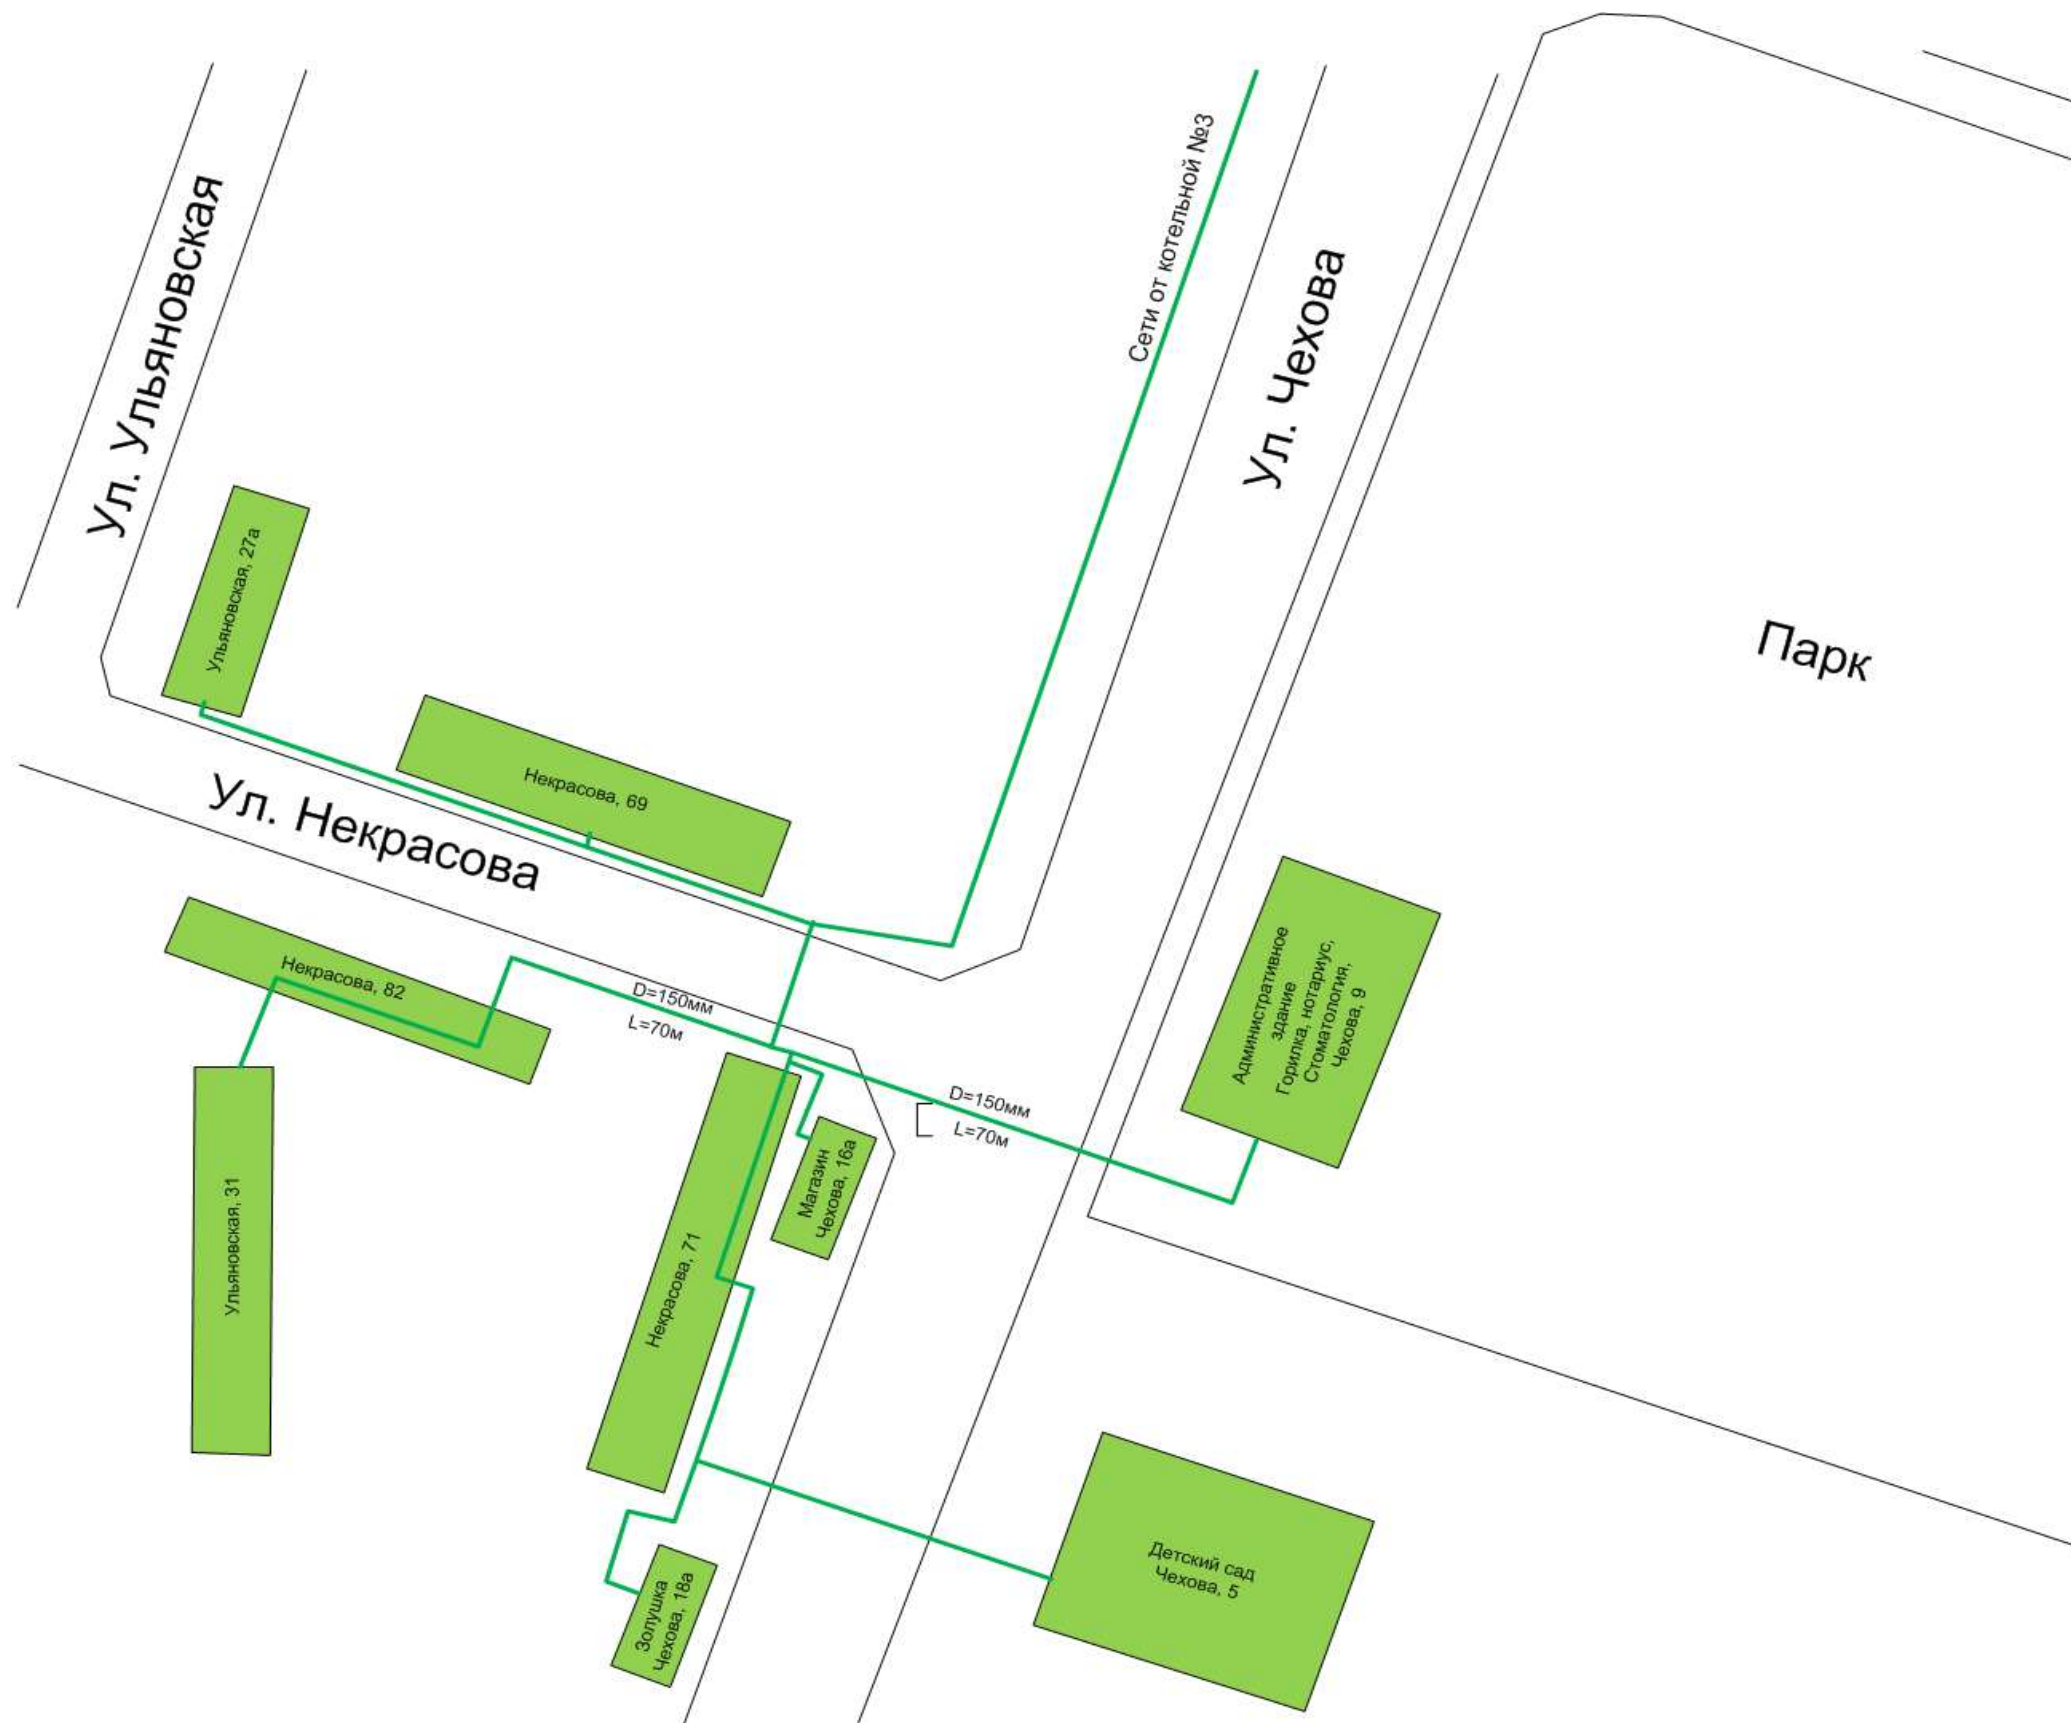 Сети от котельной №3
Ул. Ульяновская
Ул. Чехова
Ульяновская, 27а
Парк
Некрасова, 69
Ул. Некрасова
Некрасова, 82
D=150мм
L=70м
Административное
здание
Горилка, нотариус,
Стоматология,
Чехова, 9
D=150мм
L=70м
Магазин
Чехова, 16а
Ульяновская, 31
Некрасова, 71
Детский сад
Чехова, 5
Золушка
Чехова, 18а